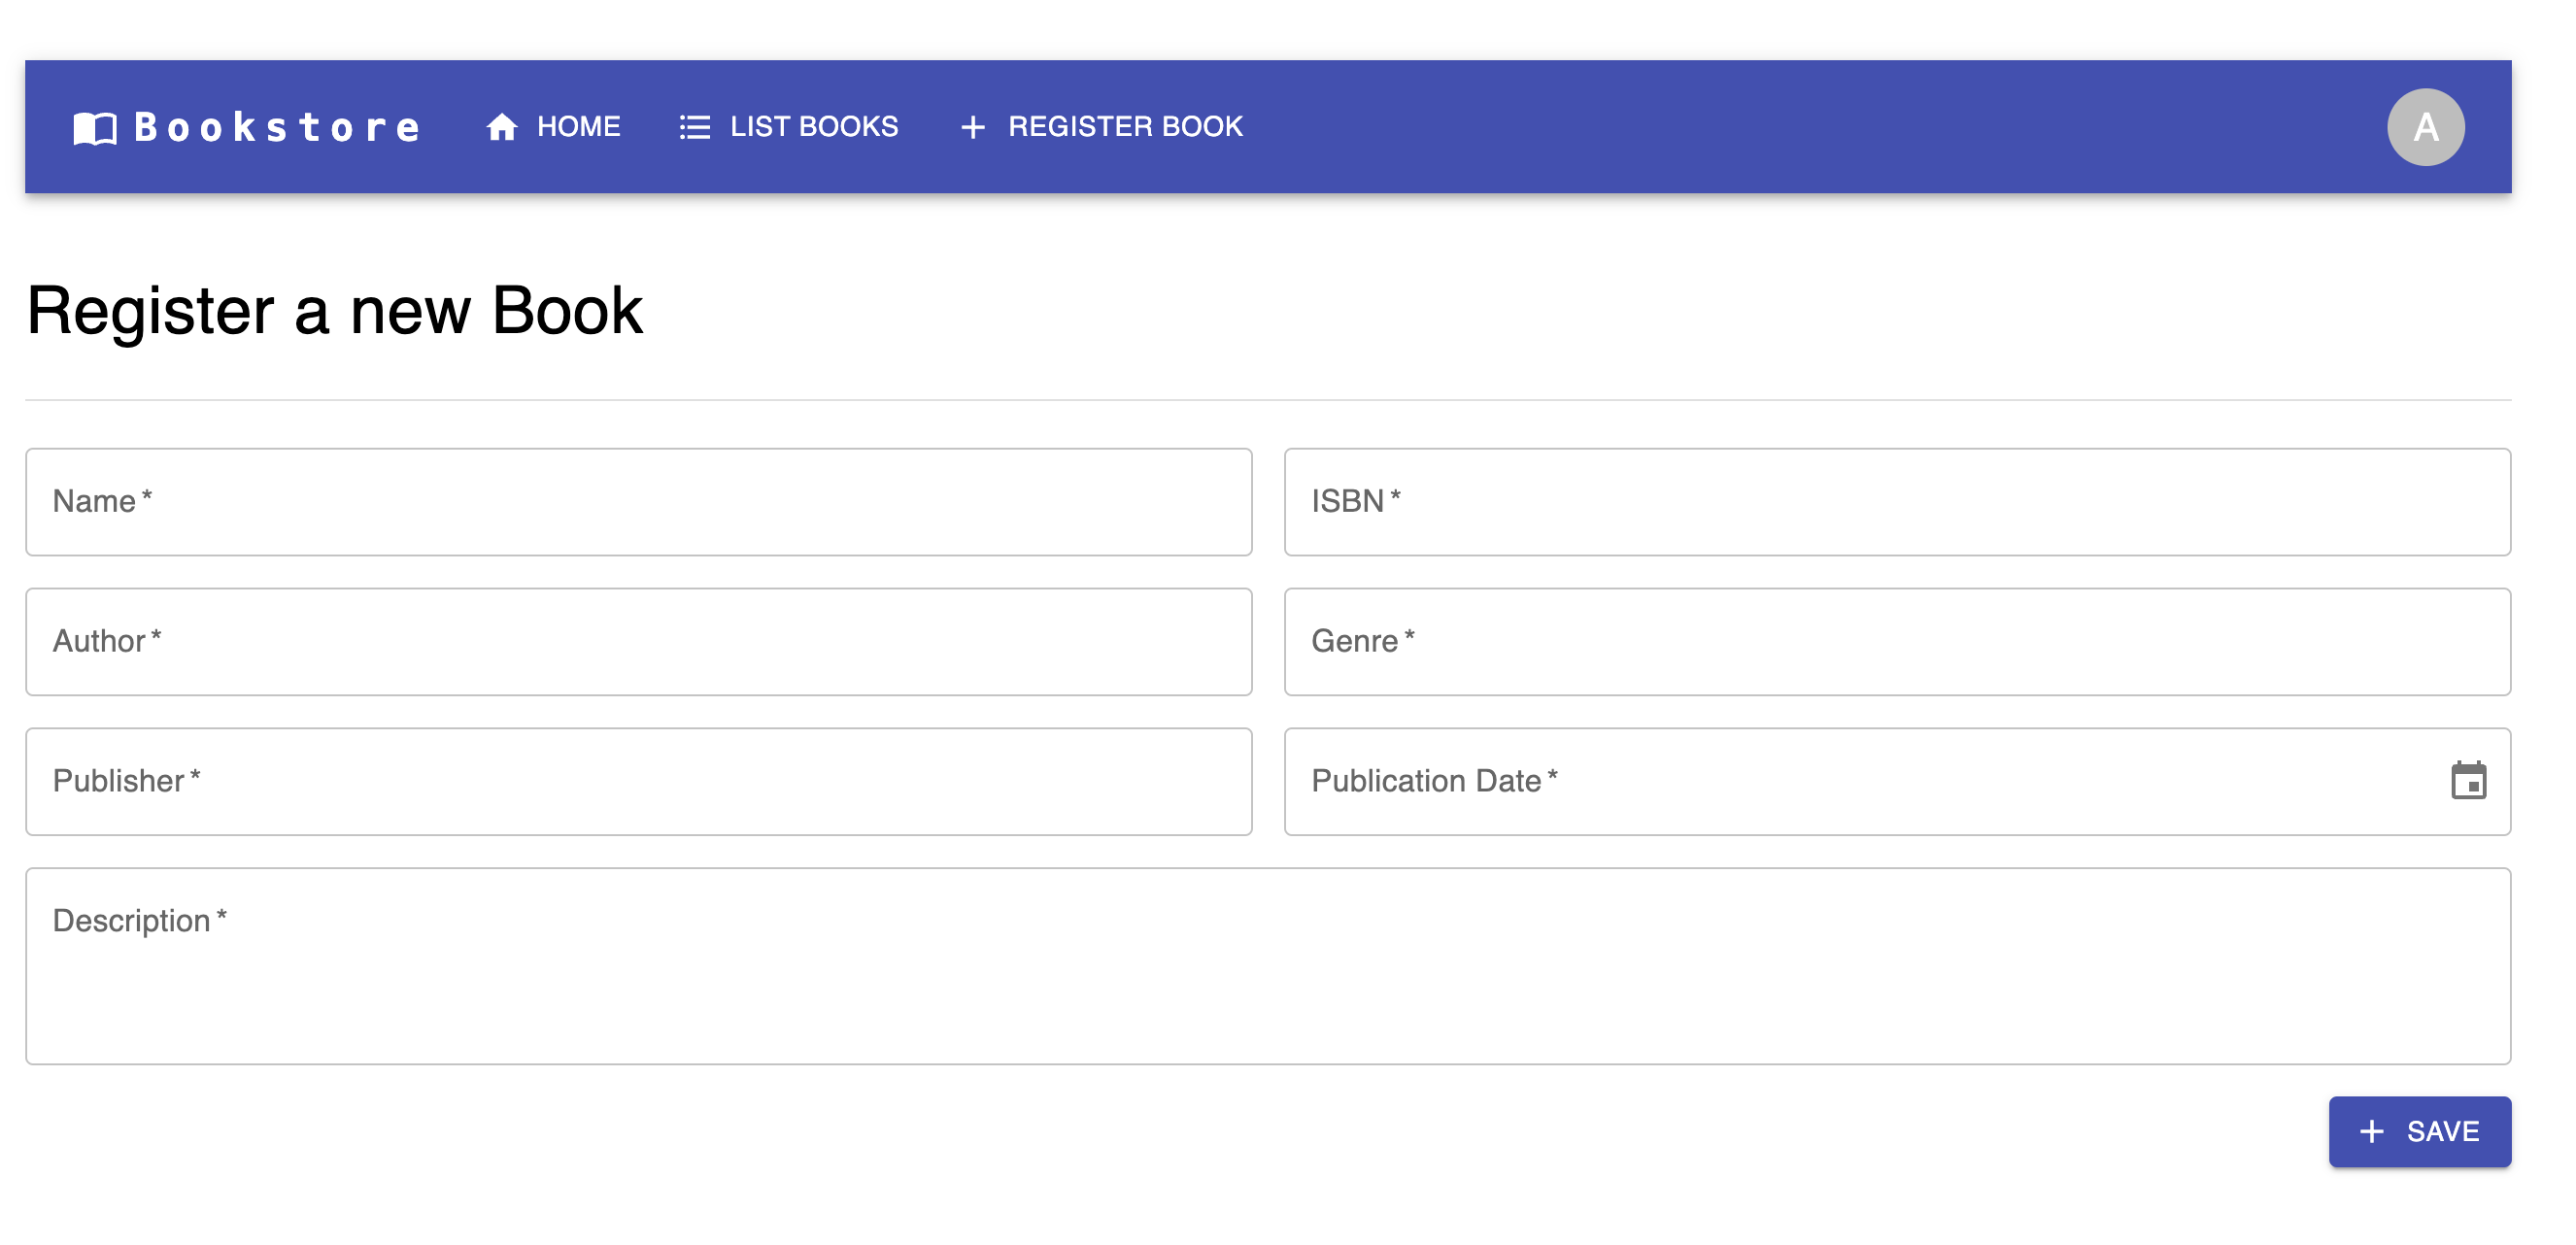 Bookstore HOME LIST BOOKS REGISTER BOOK A
Register a new Book
Name * ISBN *
Author * Genre *
Publisher * Publication Date *
Description *
SAVE